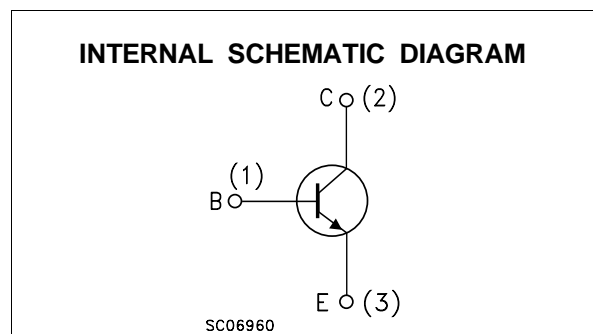 INTERNAL SCHEMATIC DIAGRAM
C (2)
(1)
B
E (3)
SC06960